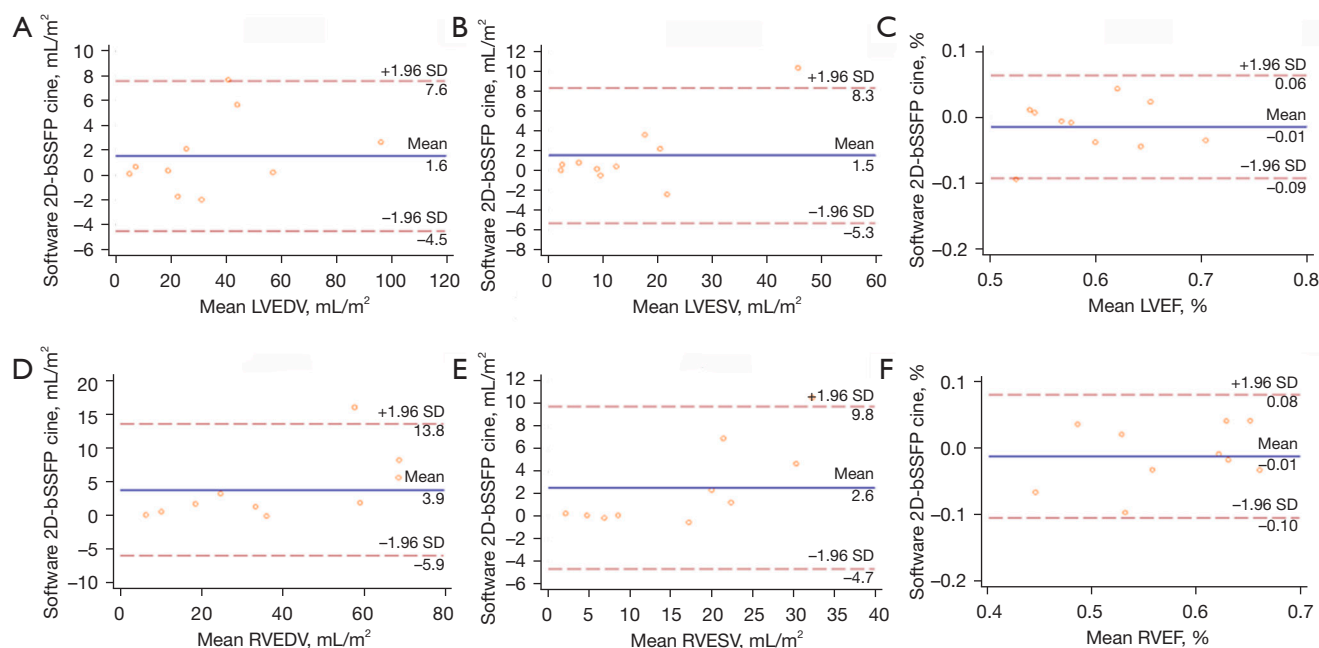 A
Software 2D-bSSFP cine, mL/m²
10
8
6
4
2
0
−2
−4
−6
+1.96 SD
7.6
Mean
1.6
−1.96 SD
−4.5
0 20 40 60 80 100 120
Mean LVEDV, mL/m²
B
Software 2D-bSSFP cine, mL/m²
12
10
8
6
4
2
0
−2
−4
−6
−8
+1.96 SD
8.3
Mean
1.5
−1.96 SD
−5.3
0 10 20 30 40 50 60
Mean LVESV, mL/m²
C
Software 2D-bSSFP cine, %
0.1
0.0
−0.1
−0.2
+1.96 SD
0.06
Mean
−0.01
−1.96 SD
−0.09
0.5 0.6 0.7 0.8
Mean LVEF, %
D
Software 2D-bSSFP cine, mL/m²
20
15
10
5
0
−5
−10
+1.96 SD
13.8
Mean
3.9
−1.96 SD
−5.9
0 20 40 60 80
Mean RVEDV, mL/m²
E
Software 2D-bSSFP cine, mL/m²
12
10
8
6
4
2
0
−2
−4
−6
+1.96 SD
9.8
Mean
2.6
−1.96 SD
−4.7
0 5 10 15 20 25 30 35 40
Mean RVESV, mL/m²
F
Software 2D-bSSFP cine, %
0.1
0.0
−0.1
−0.2
+1.96 SD
0.08
Mean
−0.01
−1.96 SD
−0.10
0.4 0.5 0.6 0.7
Mean RVEF, %